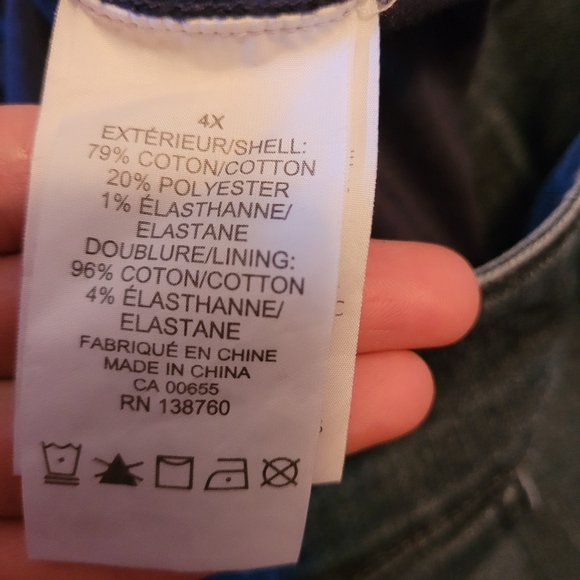 4X
EXTÉRIEUR/SHELL:
79% COTON/COTTON
20% POLYESTER
1% ÉLASTHANNE/
ELASTANE
DOUBLURE/LINING:
96% COTON/COTTON
4% ÉLASTHANNE/
ELASTANE
FABRIQUÉ EN CHINE
MADE IN CHINA
CA 00655
RN 138760